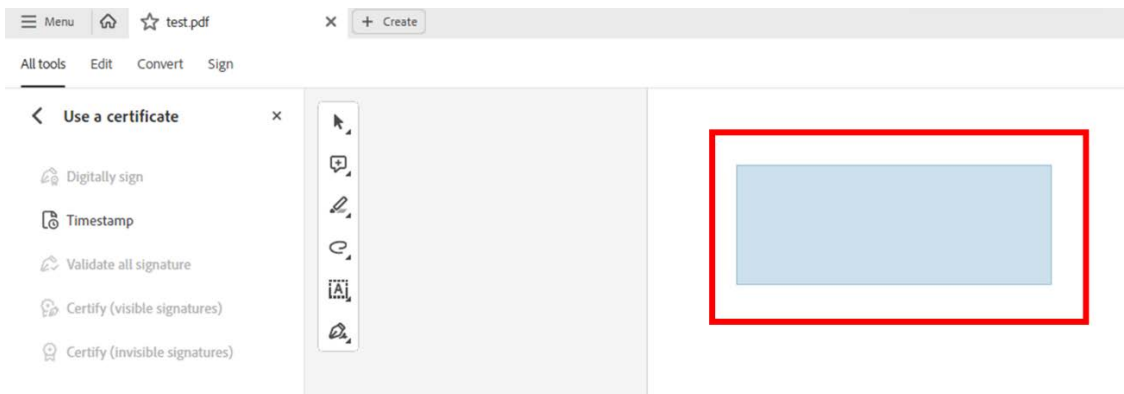 Menu
test.pdf
Create
All tools Edit Convert Sign
Use a certificate
Digitally sign
Timestamp
Validate all signature
Certify (visible signatures)
Certify (invisible signatures)
A